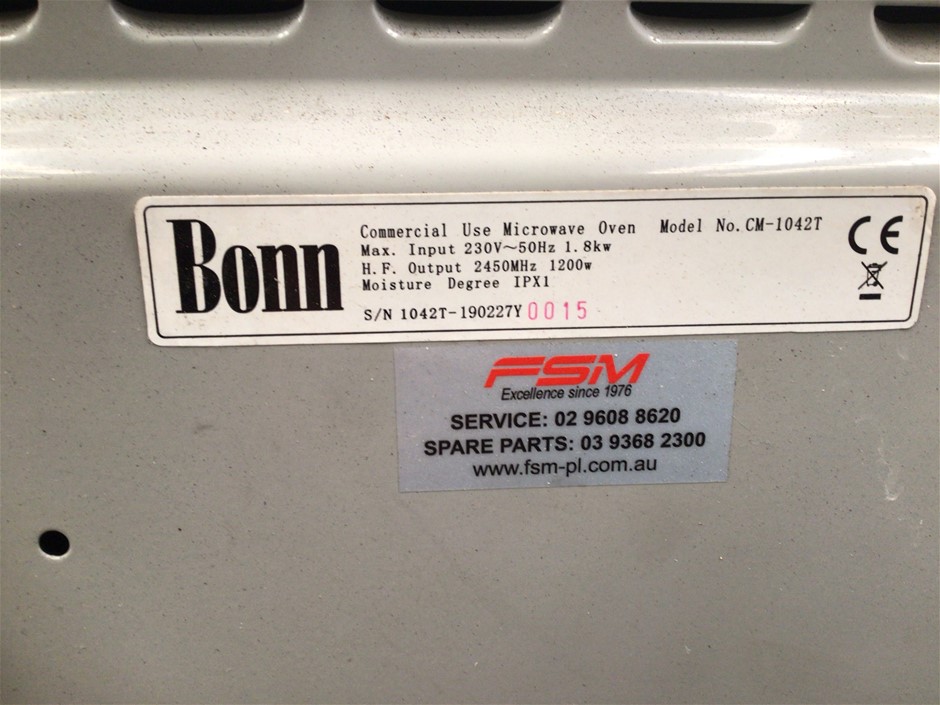 Bonn
Commercial Use Microwave Oven Model No. CM-1042T
Max. Input 230V~50Hz 1.8kw
H.F. Output 2450MHz 1200w
Moisture Degree IPX1
S/N 1042T-190227Y 0015
CE
FSM
Excellence since 1976
SERVICE: 02 9608 8620
SPARE PARTS: 03 9368 2300
www.fsm-pl.com.au